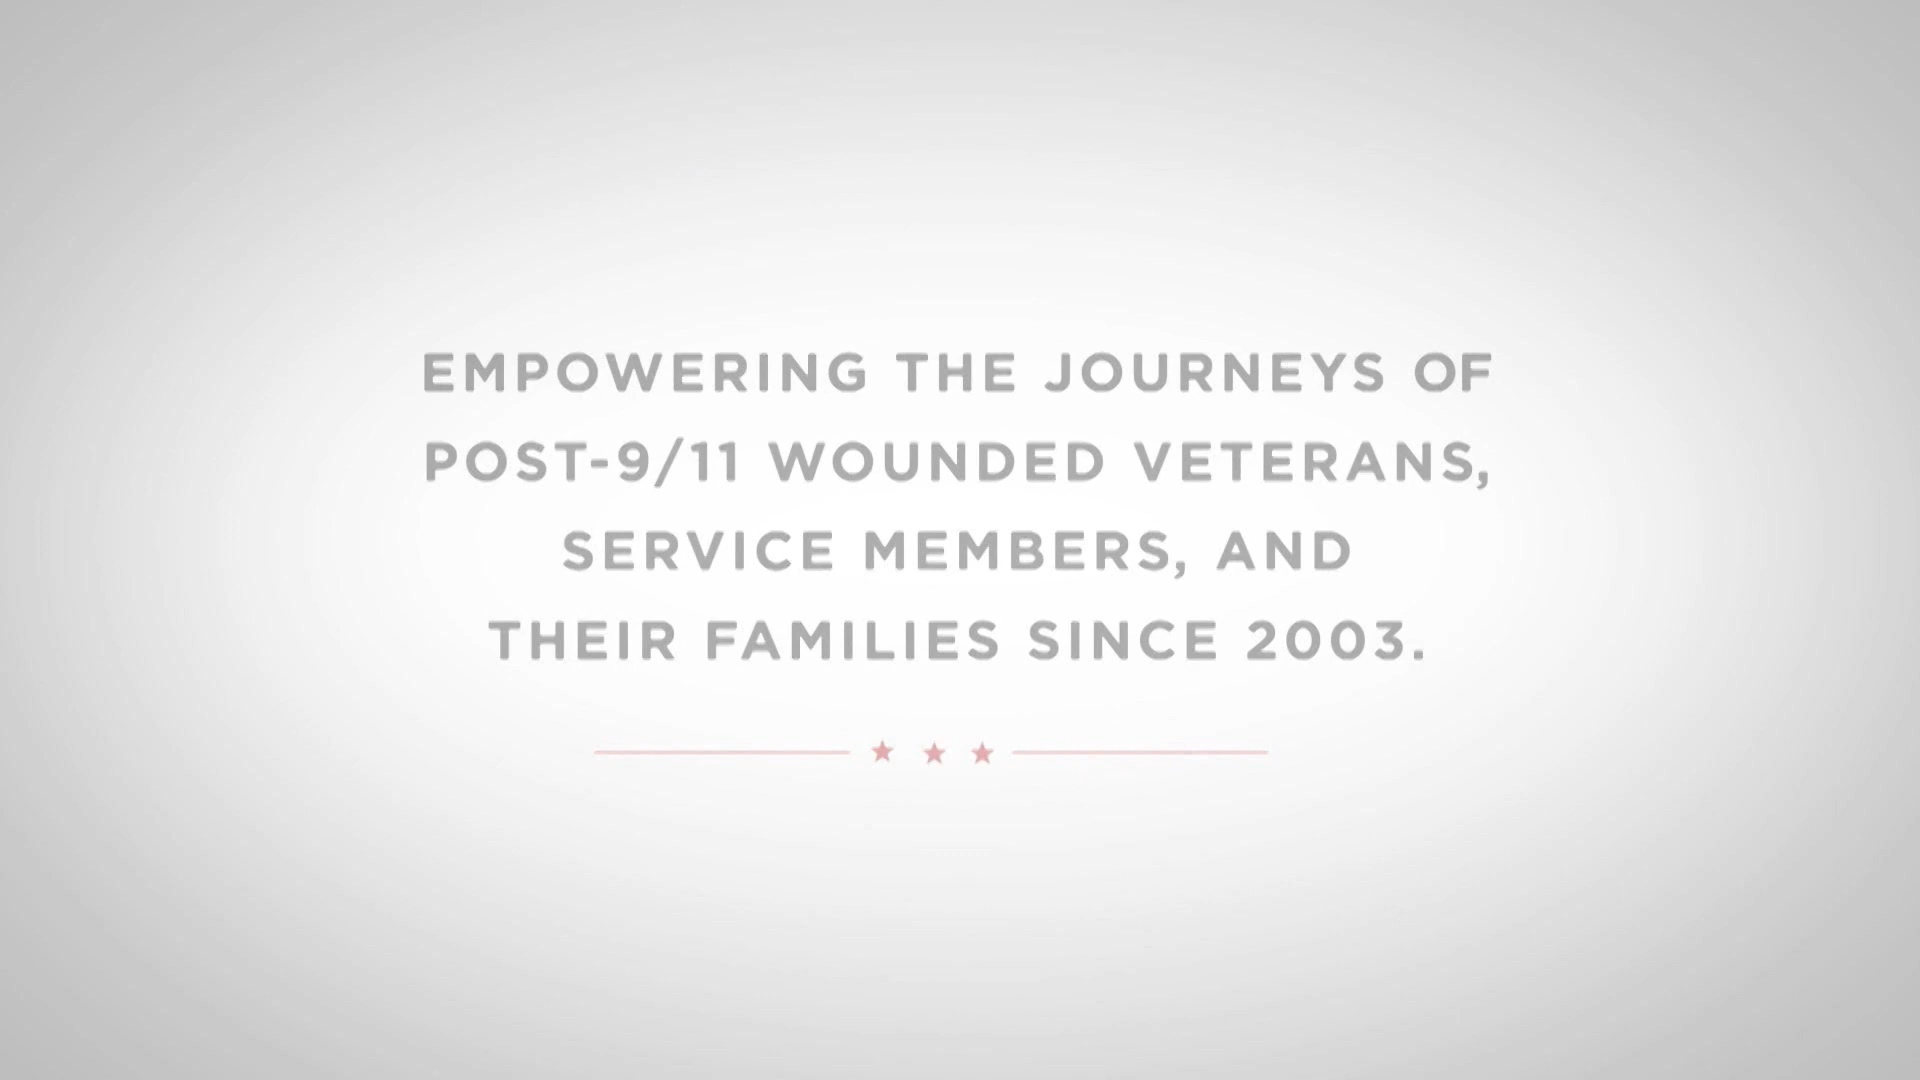 EMPOWERING THE JOURNEYS OF
POST-9/11 WOUNDED VETERANS,
SERVICE MEMBERS, AND
THEIR FAMILIES SINCE 2003.